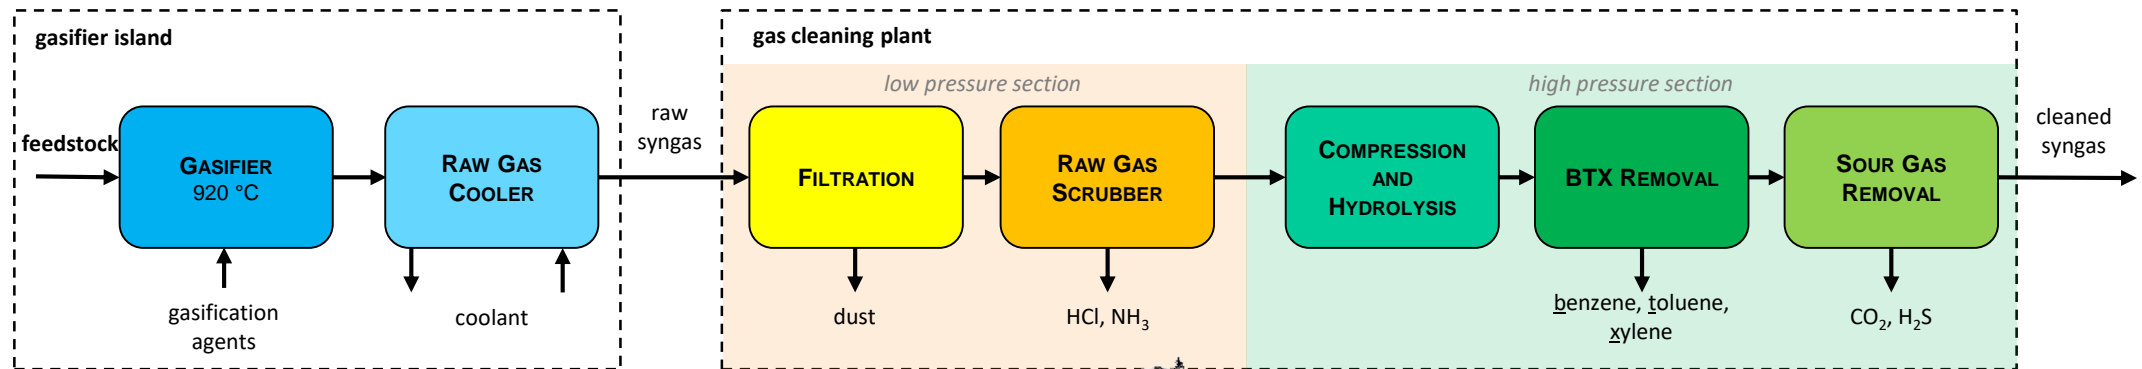 gasifier island
gas cleaning plant
low pressure section
high pressure section
feedstock
GASIFIER
920 °C
RAW GAS
COOLER
raw
syngas
FILTRATION
RAW GAS
SCRUBBER
COMPRESSION
AND
HYDROLYSIS
BTX REMOVAL
SOUR GAS
REMOVAL
cleaned
syngas
gasification
agents
coolant
dust
HCl, NH₃
benzene, toluene,
xylene
CO₂, H₂S